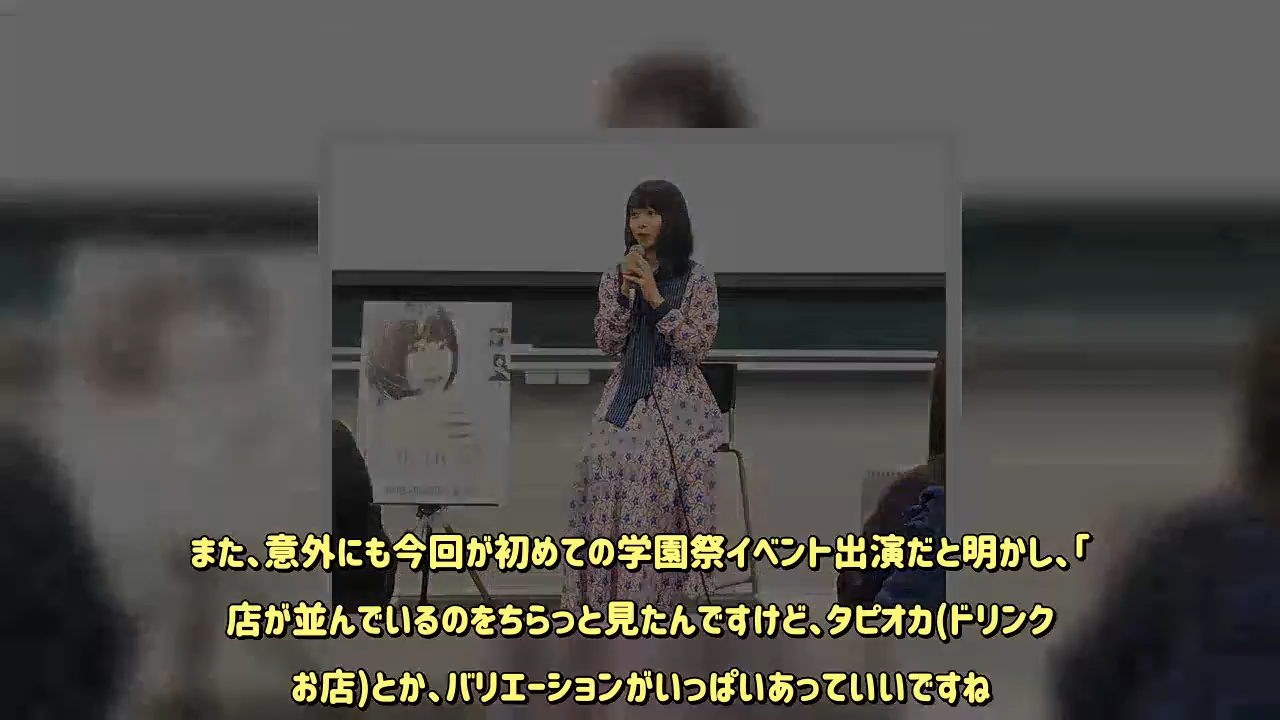 また、意外にも今回が初めての学園祭イベント出演だと明かし、「
店が並んでいるのをちらっと見たんですけど、タピオカ(ドリンク
お店)とか、バリエーションがいっぱいあっていいですね